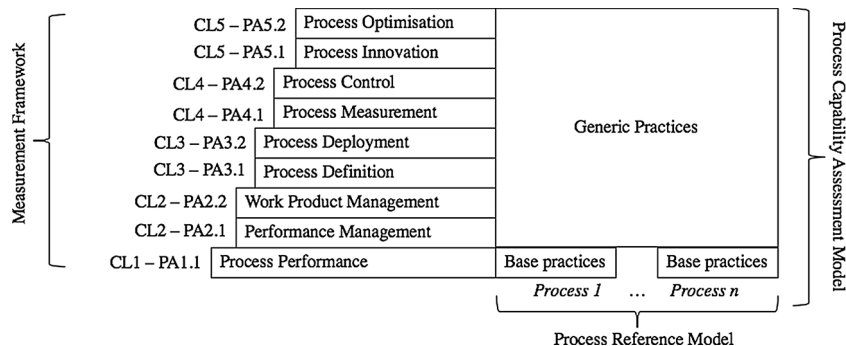 Measurement Framework
CL5 – PA5.2 Process Optimisation
CL5 – PA5.1 Process Innovation
CL4 – PA4.2 Process Control
CL4 – PA4.1 Process Measurement
CL3 – PA3.2 Process Deployment
CL3 – PA3.1 Process Definition
CL2 – PA2.2 Work Product Management
CL2 – PA2.1 Performance Management
CL1 – PA1.1 Process Performance
Generic Practices
Base practices Base practices
Process 1 ... Process n
Process Reference Model
Process Capability Assessment Model